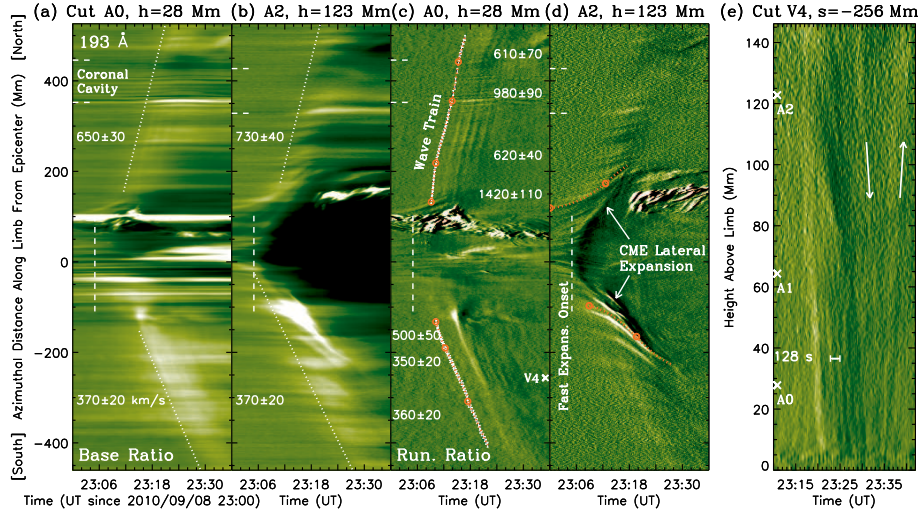 (a) Cut A0, h=28 Mm
(b) A2, h=123 Mm
(c) A0, h=28 Mm
(d) A2, h=123 Mm
(e) Cut V4, s=-256 Mm
[South] Azimuthal Distance Along Limb From Epicenter (Mm) [North]
400
200
0
-200
-400
193 Å
Coronal
Cavity
650±30
370±20 km/s
Base Ratio
730±40
370±20
Wave Train
610±70
980±90
620±40
1420±110
500±50
350±20
360±20
V4
Run. Ratio
CME Lateral
Expansion
Fast Expans. Onset
23:06 23:18 23:30
23:06 23:18 23:30
23:06 23:18 23:30
23:06 23:18 23:30
Time (UT since 2010/09/08 23:00)
Time (UT)
Time (UT)
Time (UT)
Height Above Limb (Mm)
140
120
100
80
60
40
20
0
A2
A1
A0
128 s
23:15 23:25 23:35
Time (UT)